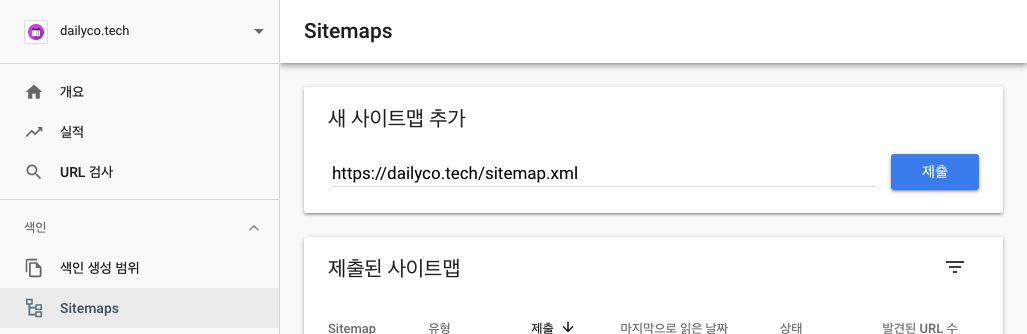 dailyco.tech
Sitemaps
개요
실적
URL 검사
색인
색인 생성 범위
Sitemaps
새 사이트맵 추가
https://dailyco.tech/sitemap.xml
제출
제출된 사이트맵
Sitemap 유형 제출 마지막으로 읽은 날짜 상태 발견된 URL 수